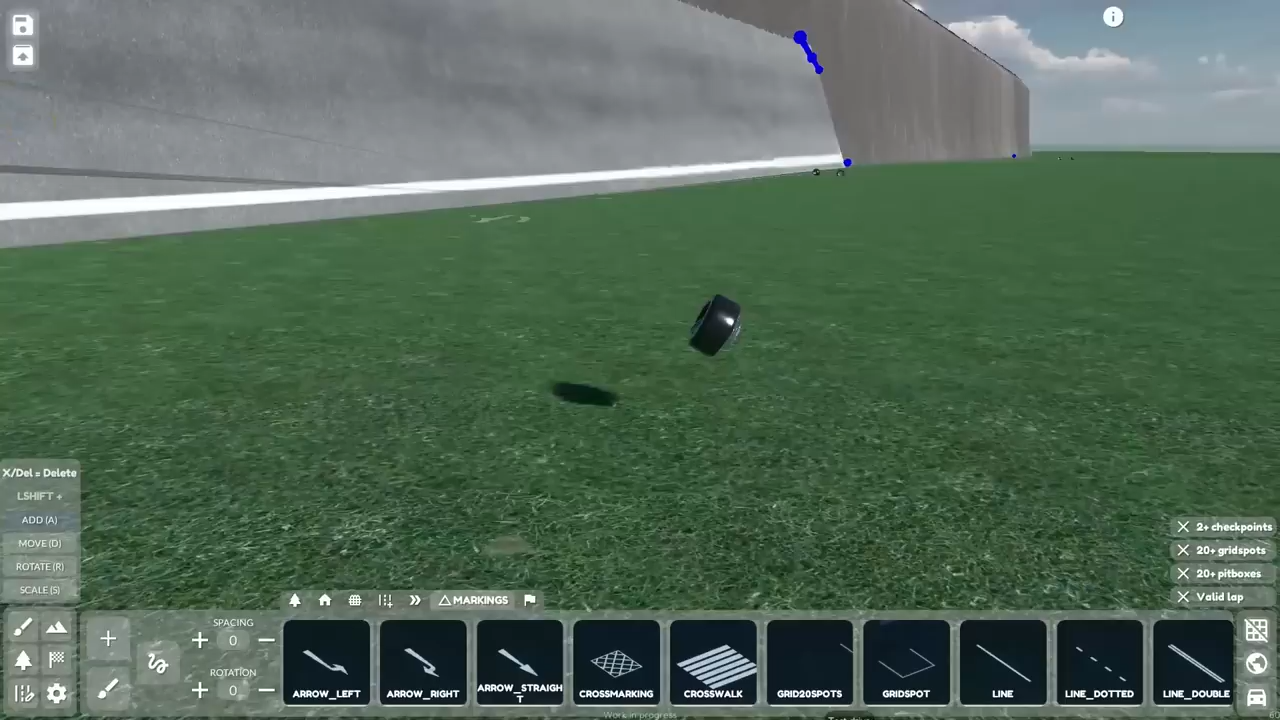 X/Del = Delete
LSHIFT +
ADD (A)
MOVE (D)
ROTATE (R)
SCALE (S)
X 2+ checkpoints
X 20+ gridspots
X 20+ pitboxes
X Valid lap
MARKINGS
SPACING
+ 0 −
ROTATION
+ 0 −
ARROW_LEFT
ARROW_RIGHT
ARROW_STRAIGH
T
CROSSMARKING
CROSSWALK
GRID20SPOTS
GRIDSPOT
LINE
LINE_DOTTED
LINE_DOUBLE
Work in progress